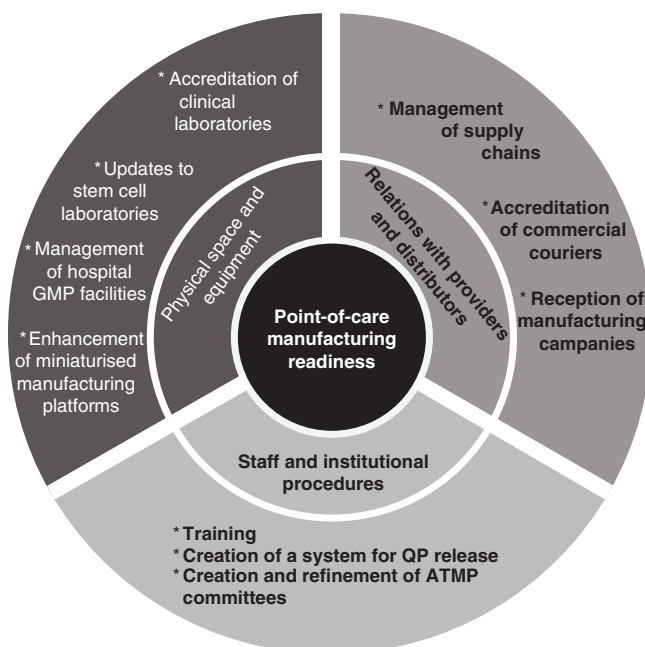 * Accreditation of
clinical
laboratories
* Updates to
stem cell
laboratories
* Management
of hospital
GMP facilities
* Enhancement
of miniaturised
manufacturing
platforms
Physical space and
equipment
* Management
of supply
chains
* Accreditation
of commercial
couriers
* Reception of
manufacturing
campanies
Relations with providers
and distributors
Point-of-care
manufacturing
readiness
Staff and institutional
procedures
* Training
* Creation of a system for QP release
* Creation and refinement of ATMP
committees